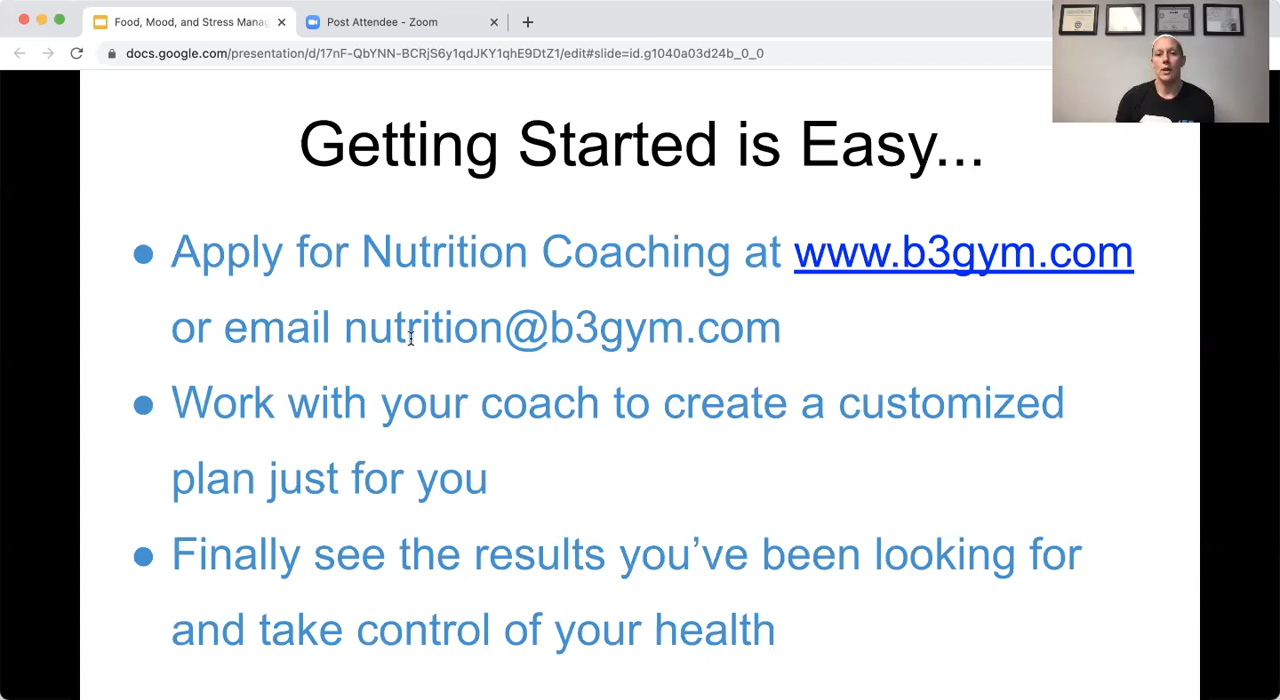 Food, Mood, and Stress Manag
Post Attendee - Zoom
docs.google.com/presentation/d/17nF-QbYNN-BCRjS6y1qdJKY1qhE9DtZ1/edit#slide=id.g1040a03d24b_0_0
Getting Started is Easy...
● Apply for Nutrition Coaching at www.b3gym.com
or email nutrition@b3gym.com
● Work with your coach to create a customized
plan just for you
● Finally see the results you’ve been looking for
and take control of your health